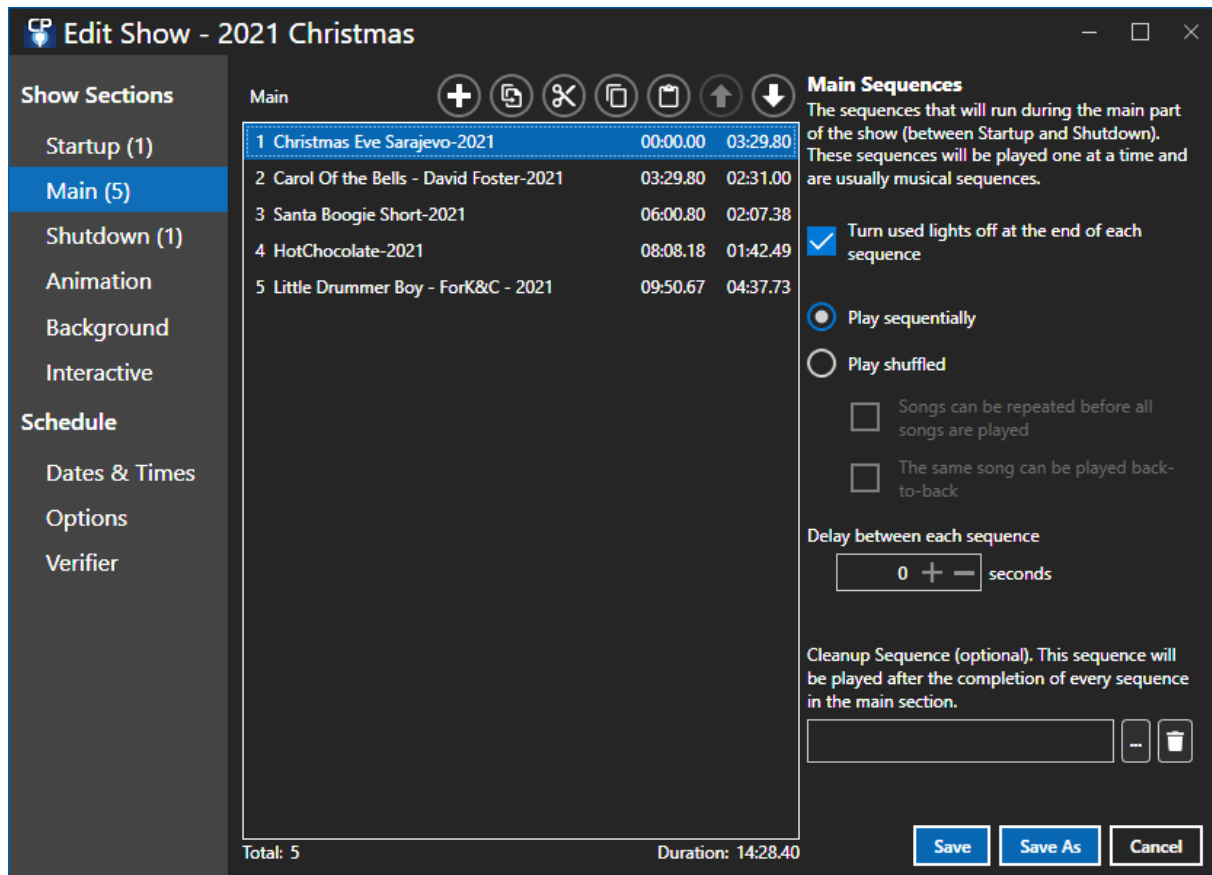 CP Edit Show - 2021 Christmas
Show Sections
Startup (1)
Main (5)
Shutdown (1)
Animation
Background
Interactive
Schedule
Dates & Times
Options
Verifier
Main
1 Christmas Eve Sarajevo-2021 00:00.00 03:29.80
2 Carol Of the Bells - David Foster-2021 03:29.80 02:31.00
3 Santa Boogie Short-2021 06:00.80 02:07.38
4 HotChocolate-2021 08:08.18 01:42.49
5 Little Drummer Boy - ForK&C - 2021 09:50.67 04:37.73
Total: 5 Duration: 14:28.40
Main Sequences
The sequences that will run during the main part
of the show (between Startup and Shutdown).
These sequences will be played one at a time and
are usually musical sequences.
Turn used lights off at the end of each
sequence
Play sequentially
Play shuffled
Songs can be repeated before all
songs are played
The same song can be played back-
to-back
Delay between each sequence
0 seconds
Cleanup Sequence (optional). This sequence will
be played after the completion of every sequence
in the main section.
...
Save Save As Cancel